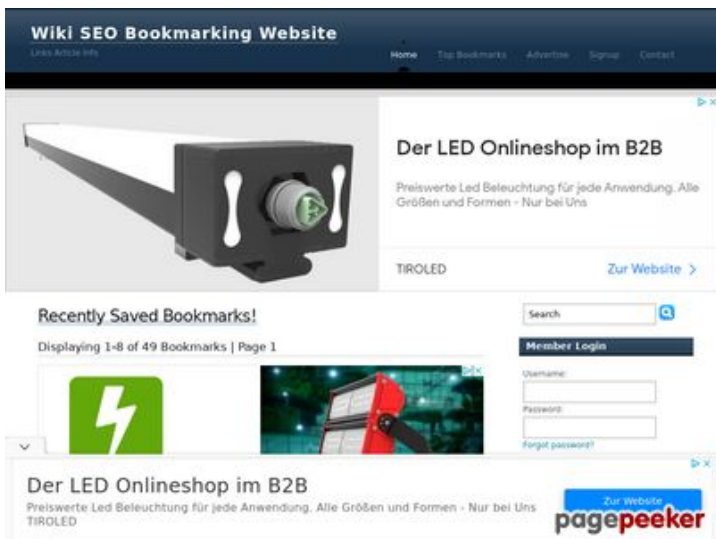 Wiki SEO Bookmarking Website
Links Article Info
Home Top Bookmarks Advertise Signup Contact
Der LED Onlineshop im B2B
Preiswerte Led Beleuchtung für jede Anwendung. Alle
Größen und Formen - Nur bei Uns
TIROLED
Zur Website
Recently Saved Bookmarks!
Displaying 1-8 of 49 Bookmarks | Page 1
Search
Member Login
Username:
Password:
Forgot password?
Der LED Onlineshop im B2B
Preiswerte Led Beleuchtung für jede Anwendung. Alle Größen und Formen - Nur bei Uns
TIROLED
Zur Website
pagepeeker